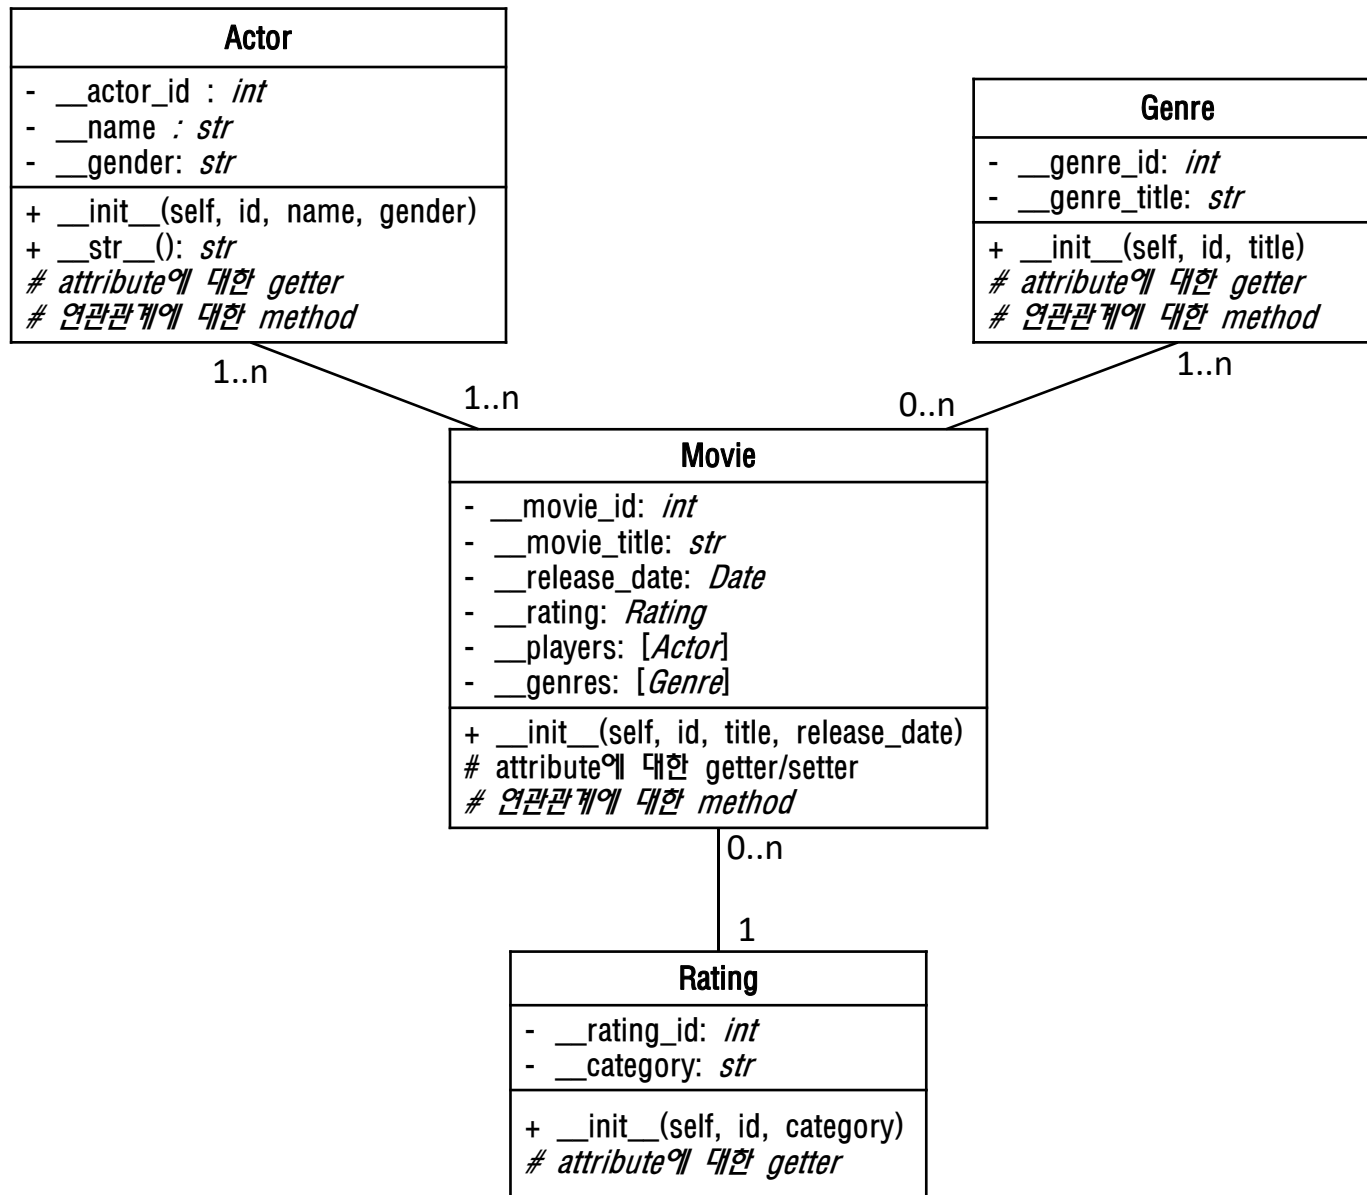 Actor
- __actor_id : int
- __name : str
- __gender: str
+ __init__(self, id, name, gender)
+ __str__(): str
# attribute에 대한 getter
# 연관관계에 대한 method
Genre
- __genre_id: int
- __genre_title: str
+ __init__(self, id, title)
# attribute에 대한 getter
# 연관관계에 대한 method
1..n
1..n
0..n
1..n
Movie
- __movie_id: int
- __movie_title: str
- __release_date: Date
- __rating: Rating
- __players: [Actor]
- __genres: [Genre]
+ __init__(self, id, title, release_date)
# attribute에 대한 getter/setter
# 연관관계에 대한 method
0..n
1
Rating
- __rating_id: int
- __category: str
+ __init__(self, id, category)
# attribute에 대한 getter